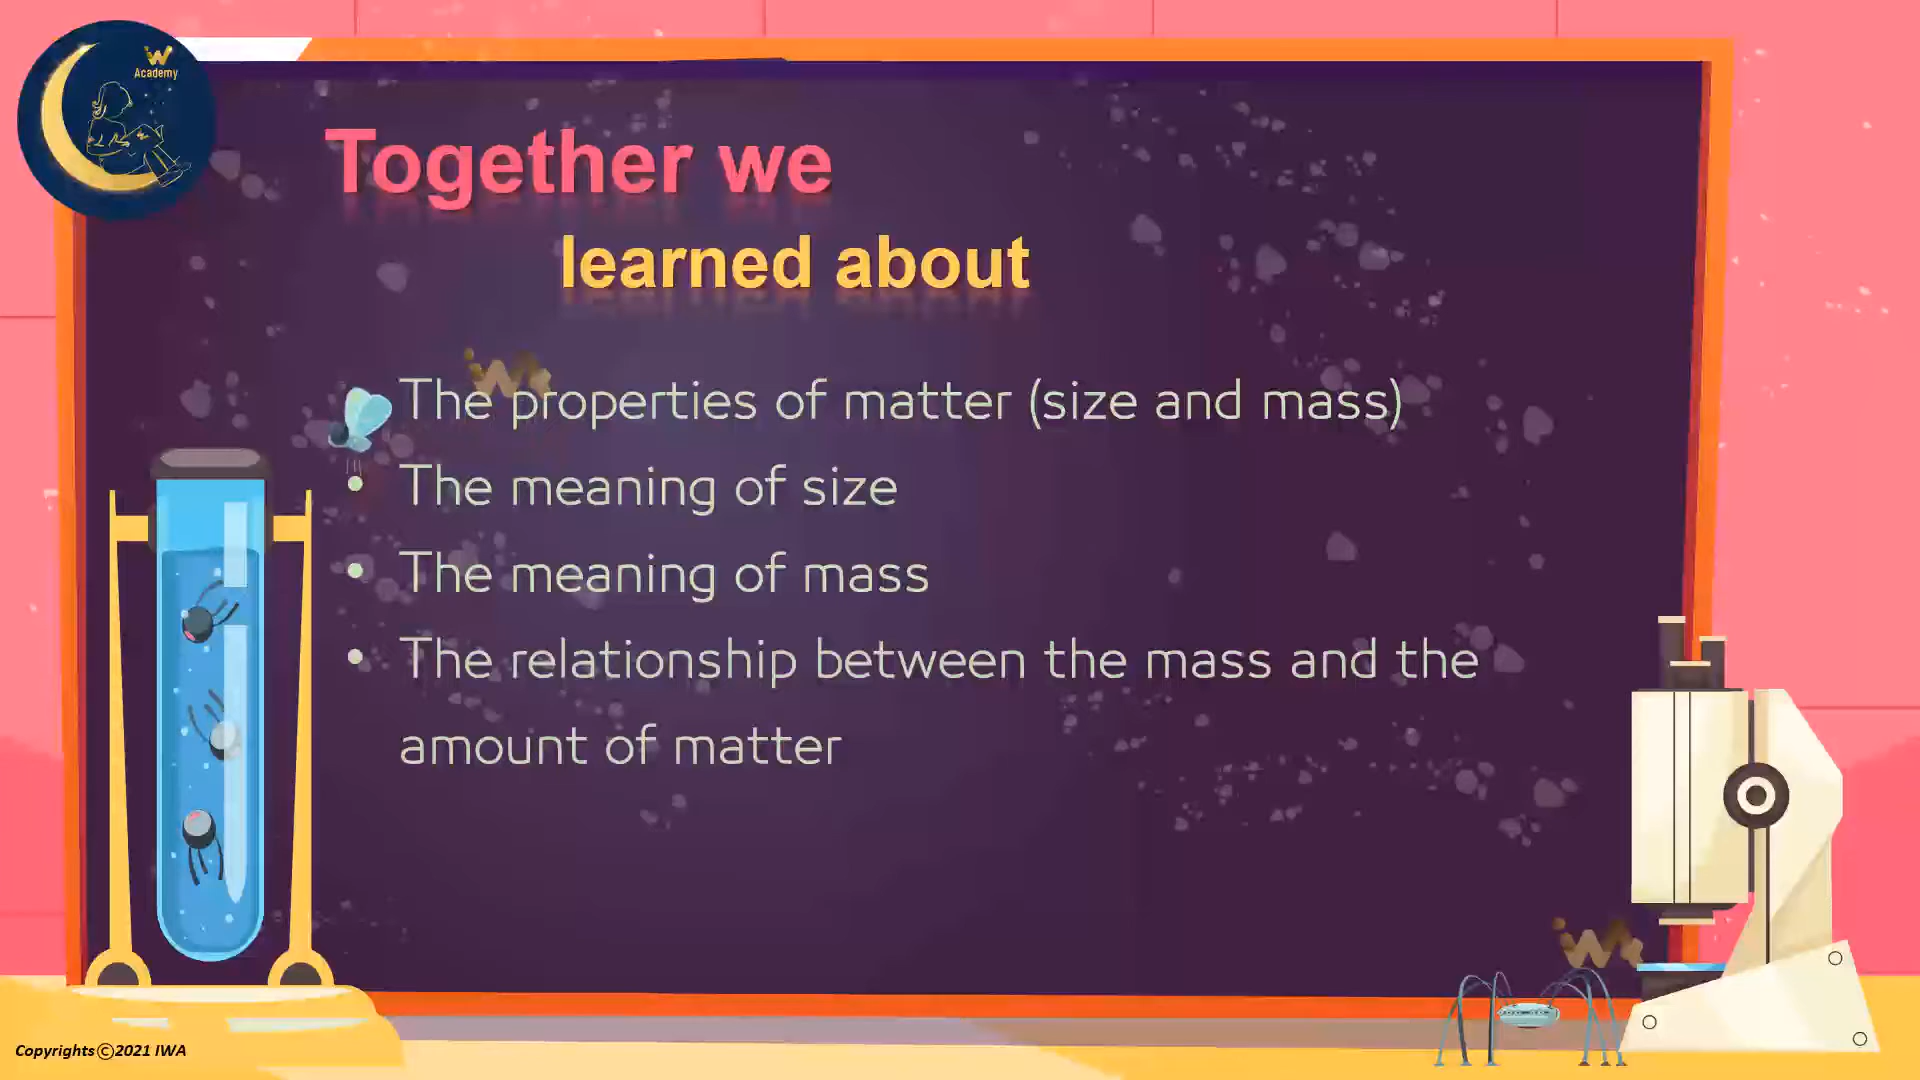 W
Academy
Together we
learned about
The properties of matter (size and mass)
• The meaning of size
• The meaning of mass
• The relationship between the mass and the
amount of matter
Copyrights©2021 IWA